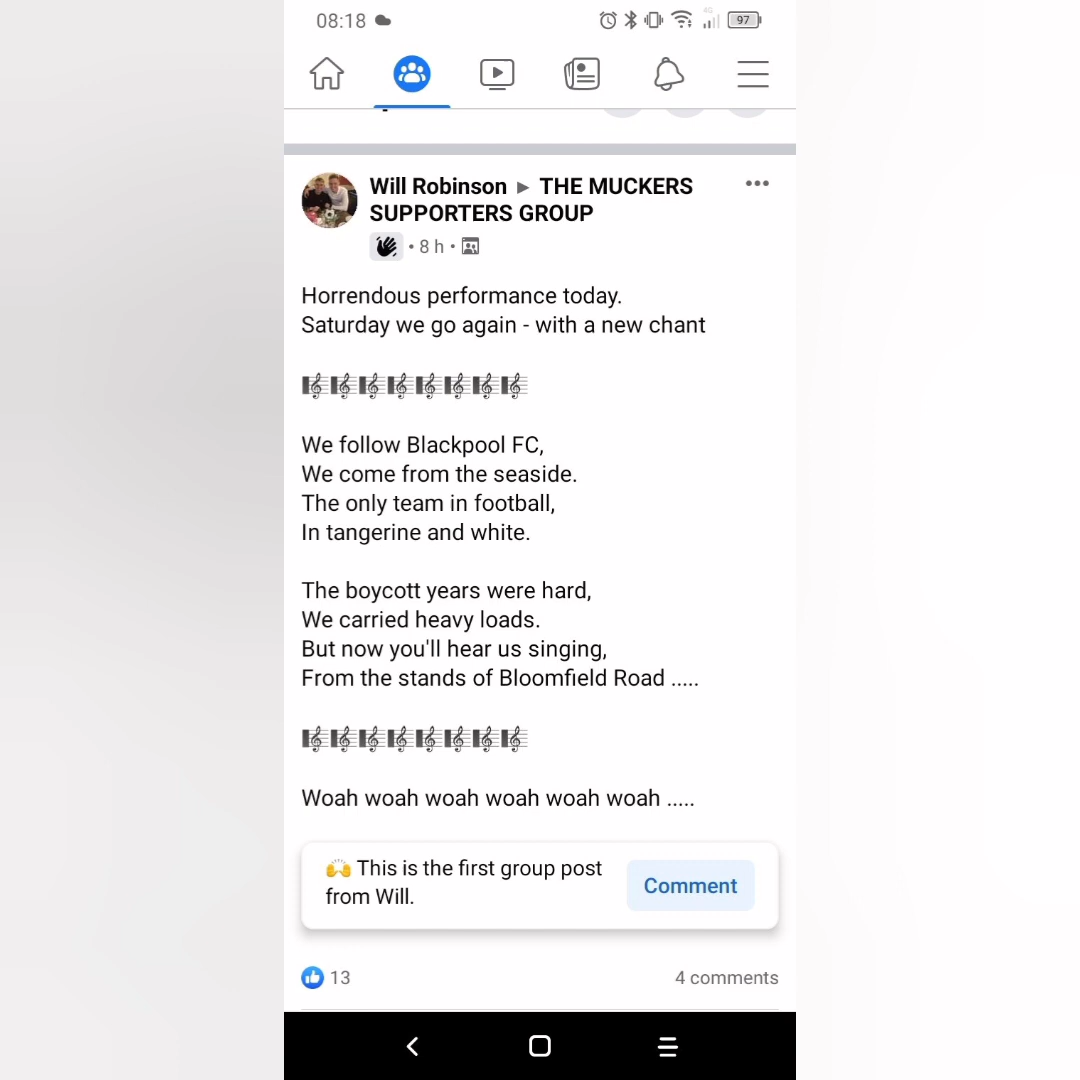 08:18
4G
97
Will Robinson ▸ THE MUCKERS
SUPPORTERS GROUP
• 8 h •
Horrendous performance today.
Saturday we go again - with a new chant
🎼🎼🎼🎼🎼🎼🎼🎼
We follow Blackpool FC,
We come from the seaside.
The only team in football,
In tangerine and white.
The boycott years were hard,
We carried heavy loads.
But now you'll hear us singing,
From the stands of Bloomfield Road .....
🎼🎼🎼🎼🎼🎼🎼🎼
Woah woah woah woah woah woah .....
🙌 This is the first group post
from Will.
Comment
13
4 comments